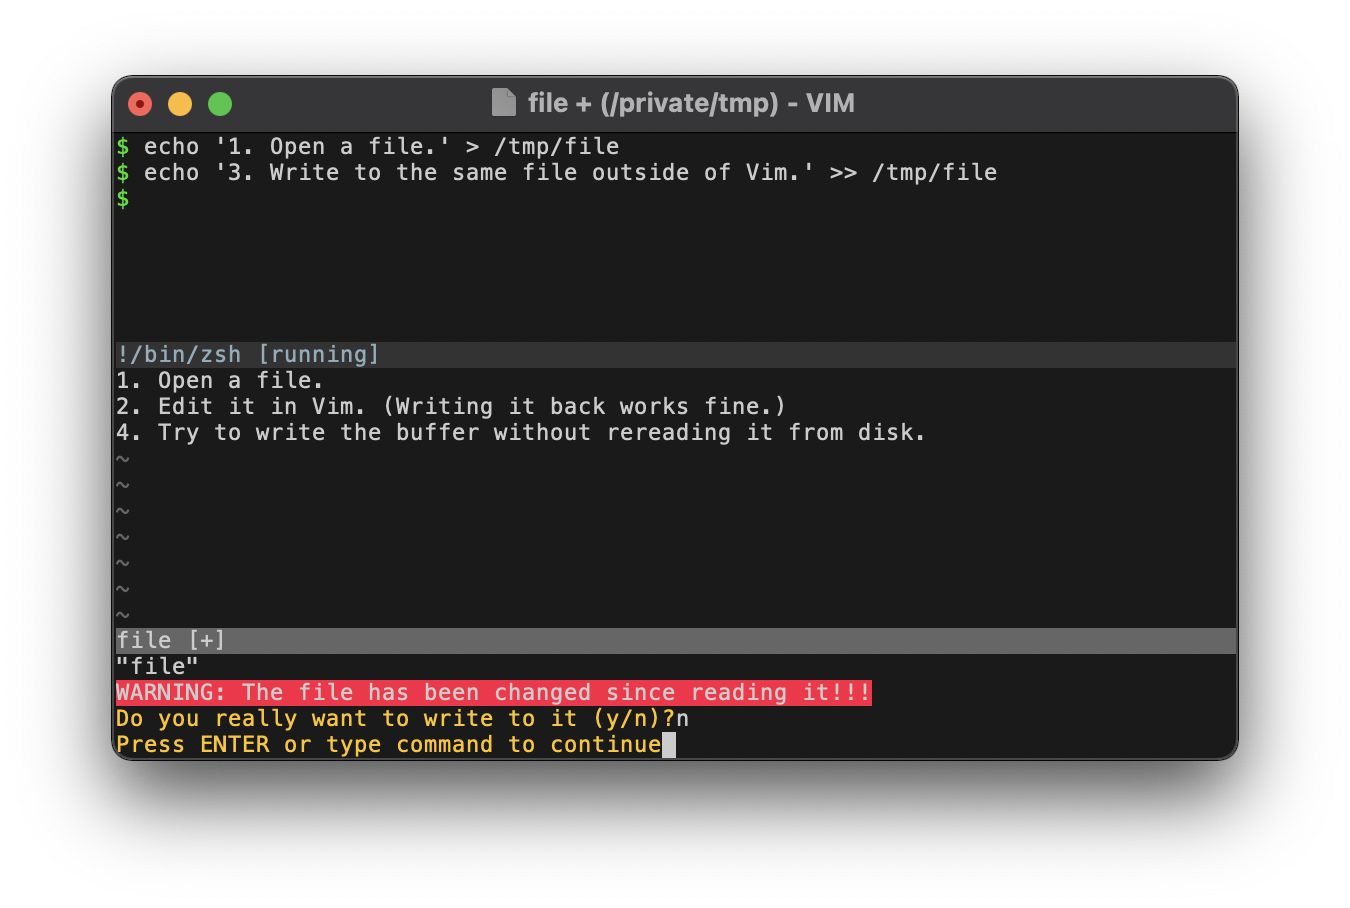 file + (/private/tmp) - VIM
$ echo '1. Open a file.' > /tmp/file
$ echo '3. Write to the same file outside of Vim.' >> /tmp/file
$
!/bin/zsh [running]
1. Open a file.
2. Edit it in Vim. (Writing it back works fine.)
4. Try to write the buffer without rereading it from disk.
~
~
~
~
~
~
~
file [+]
"file"
WARNING: The file has been changed since reading it!!!
Do you really want to write to it (y/n)?n
Press ENTER or type command to continue